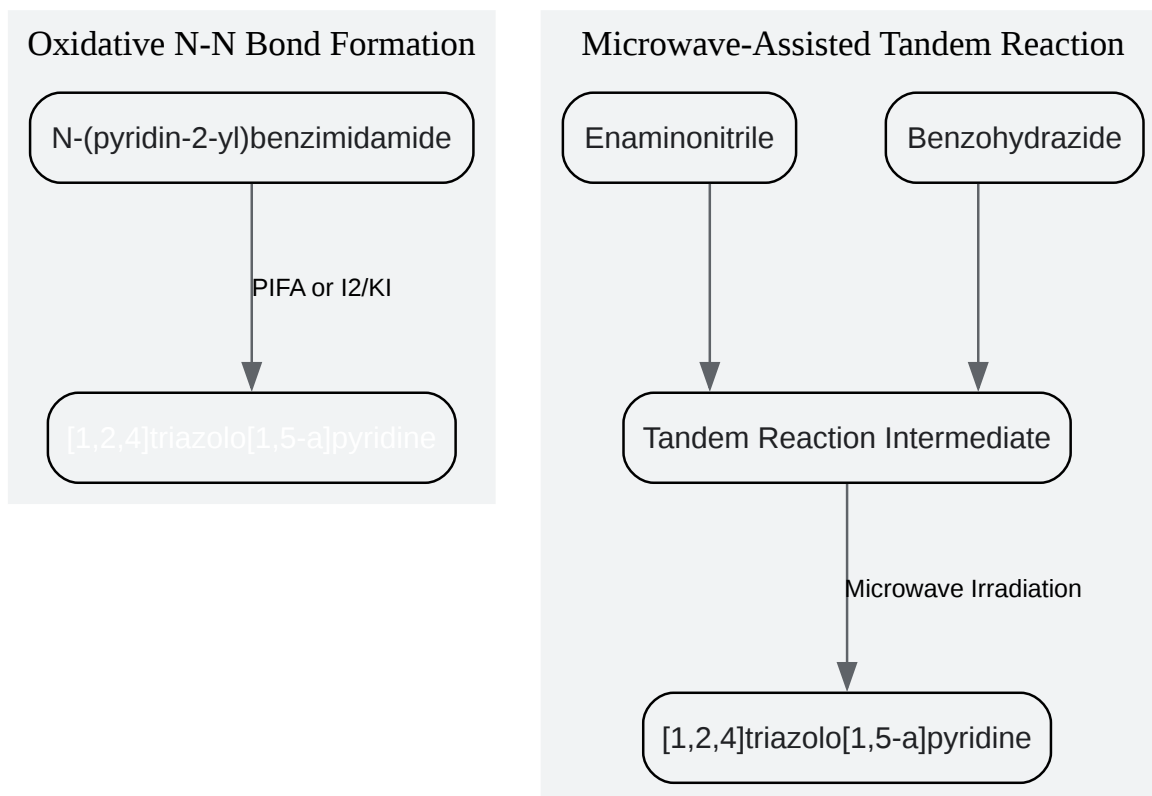 Oxidative N-N Bond Formation
N-(pyridin-2-yl)benzimidamide
PIFA or I2/KI
[1,2,4]triazolo[1,5-a]pyridine
Microwave-Assisted Tandem Reaction
Enaminonitrile
Benzohydrazide
Tandem Reaction Intermediate
Microwave Irradiation
[1,2,4]triazolo[1,5-a]pyridine